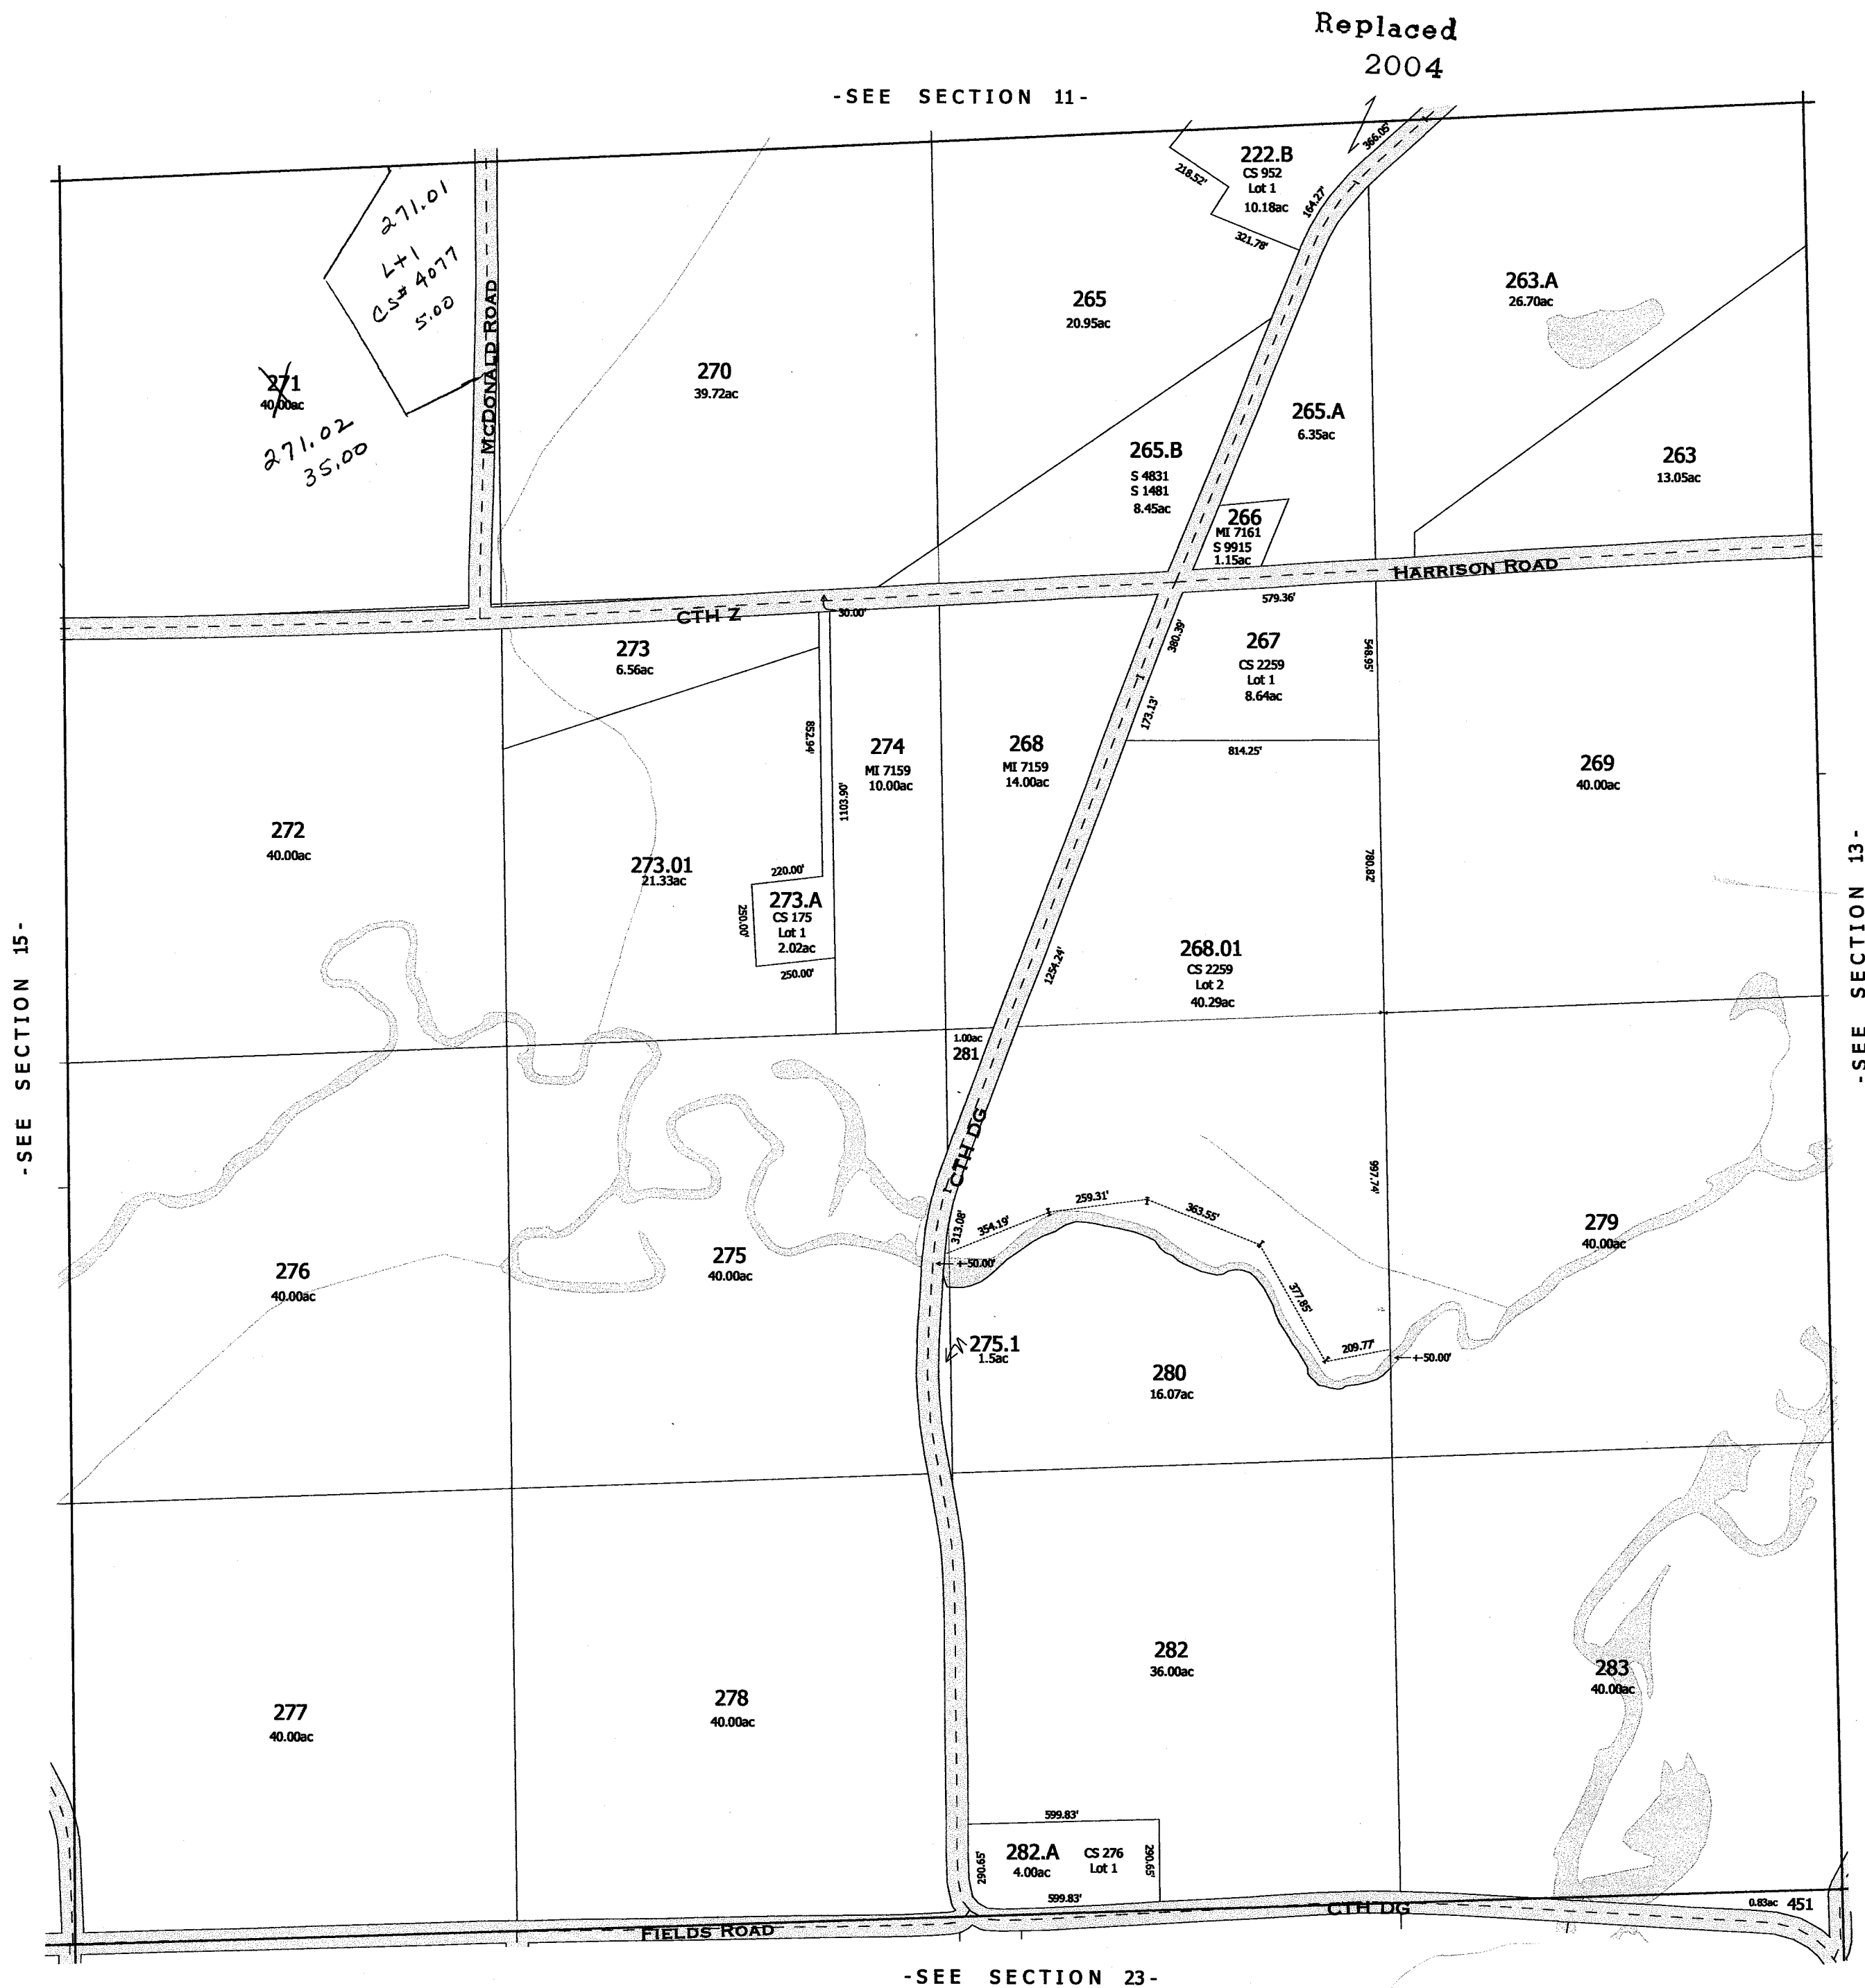 Replaced
2004
-SEE SECTION 11-
222.B
CS 952
Lot 1
10.18ac
366.05'
218.52'
164.27'
321.78'
271.01
Lt 1
CS# 4077
5.00
McDONALD ROAD
271
40.00ac
271.02
35.00
270
39.72ac
265
20.95ac
263.A
26.70ac
265.A
6.35ac
265.B
S 4831
S 1481
8.45ac
263
13.05ac
266
MI 7161
S 9915
1.15ac
HARRISON ROAD
CTH Z
30.00'
579.36'
273
6.56ac
380.39'
267
CS 2259
Lot 1
8.64ac
548.95'
173.13'
814.25'
852.94'
274
MI 7159
10.00ac
268
MI 7159
14.00ac
269
40.00ac
1103.90'
272
40.00ac
273.01
21.33ac
220.00'
273.A
CS 175
Lot 1
2.02ac
250.00'
250.00'
780.82'
1254.24'
268.01
CS 2259
Lot 2
40.29ac
-SEE SECTION 15-
-SEE SECTION 13-
1.00ac
281
CTH DG
997.74'
259.31'
354.19'
363.55'
313.08'
+-50.00'
279
40.00ac
275
40.00ac
276
40.00ac
377.85'
209.77'
+-50.00'
275.1
1.5ac
280
16.07ac
282
36.00ac
283
40.00ac
278
40.00ac
277
40.00ac
599.83'
290.65'
282.A
4.00ac
CS 276
Lot 1
290.65'
599.83'
0.83ac 451
CTH DG
FIELDS ROAD
-SEE SECTION 23-